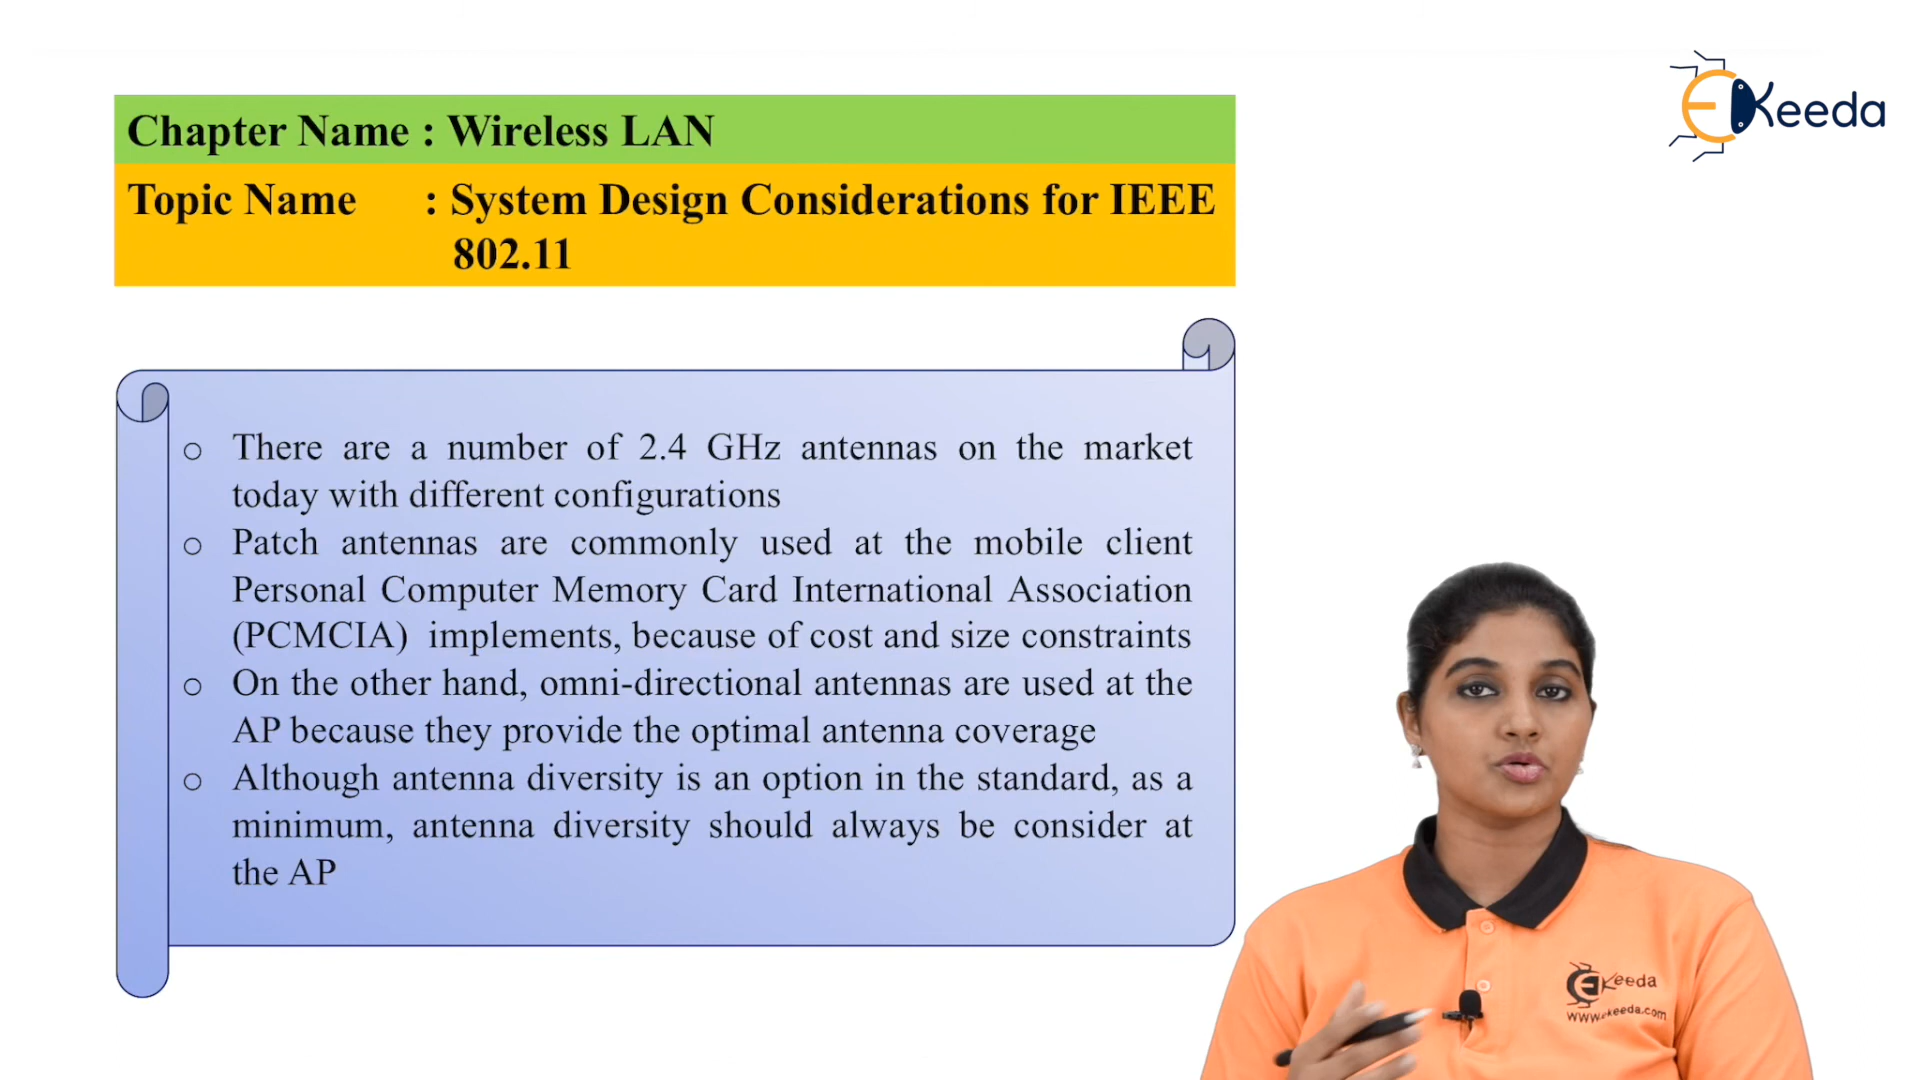 Keeda
Chapter Name : Wireless LAN
Topic Name : System Design Considerations for IEEE
802.11
o There are a number of 2.4 GHz antennas on the market
today with different configurations
o Patch antennas are commonly used at the mobile client
Personal Computer Memory Card International Association
(PCMCIA) implements, because of cost and size constraints
o On the other hand, omni-directional antennas are used at the
AP because they provide the optimal antenna coverage
o Although antenna diversity is an option in the standard, as a
minimum, antenna diversity should always be consider at
the AP
Keeda
www.ekeeda.com